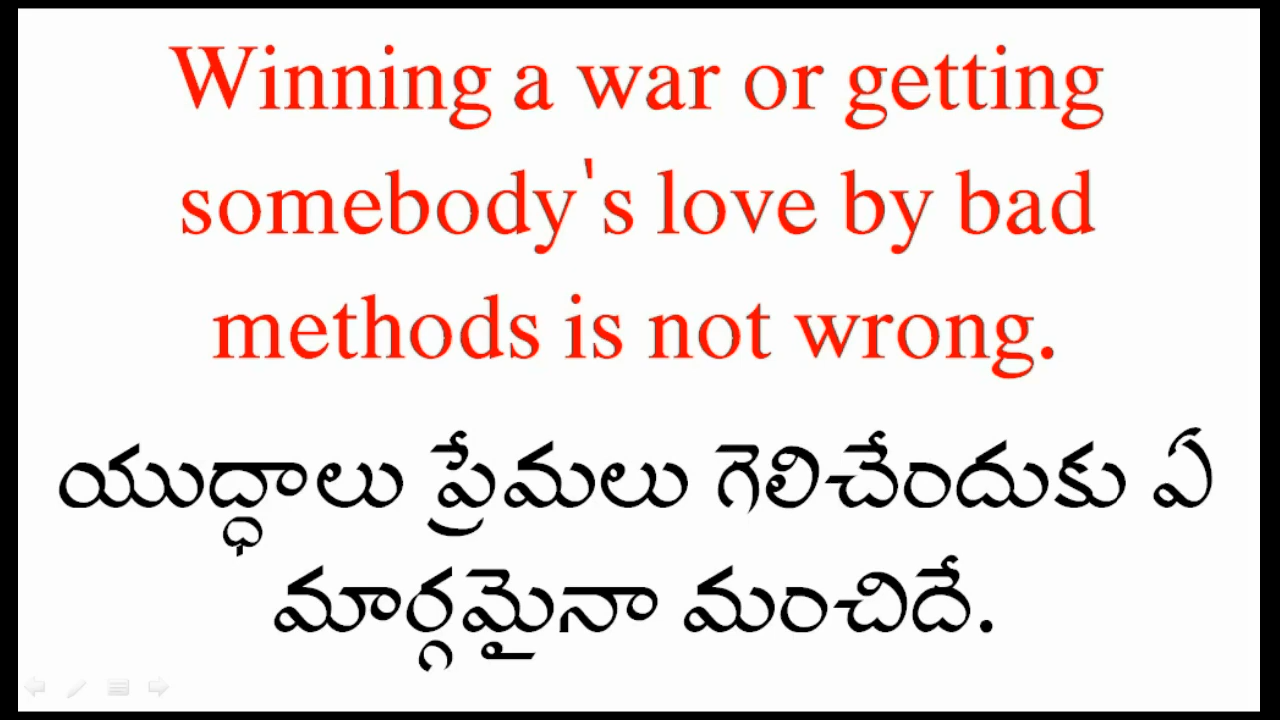 Winning a war or getting
somebody's love by bad
methods is not wrong.
యుద్ధాలు ప్రేమలు గెలిచేందుకు ఏ
మార్గమైనా మంచిదే.